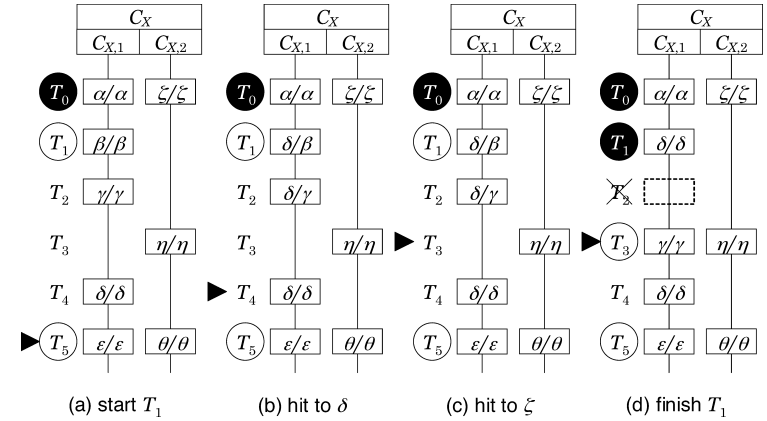 C_X C_X C_X C_X
C_{X,1} C_{X,2} C_{X,1} C_{X,2} C_{X,1} C_{X,2} C_{X,1} C_{X,2}
T_0 α/α ζ/ζ T_0 α/α ζ/ζ T_0 α/α ζ/ζ T_0 α/α ζ/ζ
T_1 β/β T_1 δ/β T_1 δ/β T_1 δ/δ
T_2 γ/γ T_2 δ/γ T_2 δ/γ T_2
T_3 η/η T_3 η/η T_3 η/η T_3 γ/γ η/η
T_4 δ/δ T_4 δ/δ T_4 δ/δ T_4 δ/δ
T_5 ε/ε θ/θ T_5 ε/ε θ/θ T_5 ε/ε θ/θ T_5 ε/ε θ/θ
(a) start T_1 (b) hit to δ (c) hit to ζ (d) finish T_1